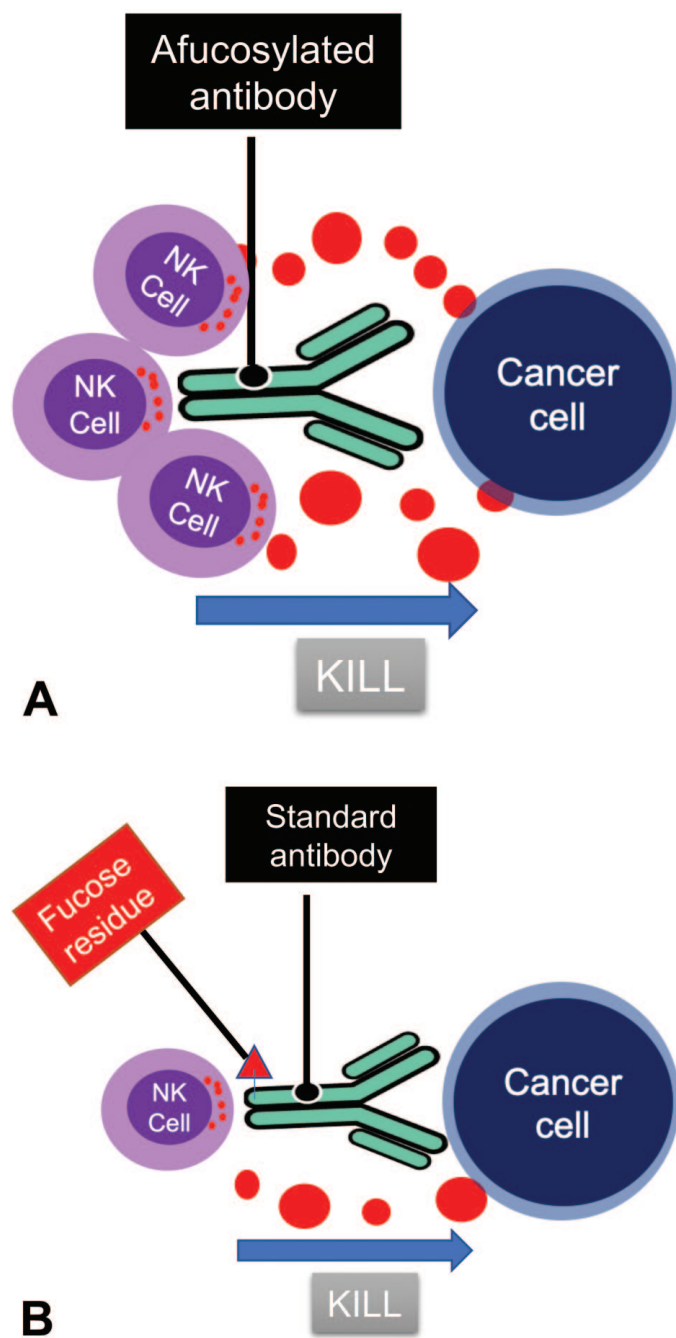 Afucosylated
antibody
NK
Cell
NK
Cell
NK
Cell
Cancer
cell
KILL
A
Standard
antibody
Fucose
residue
NK
Cell
Cancer
cell
KILL
B